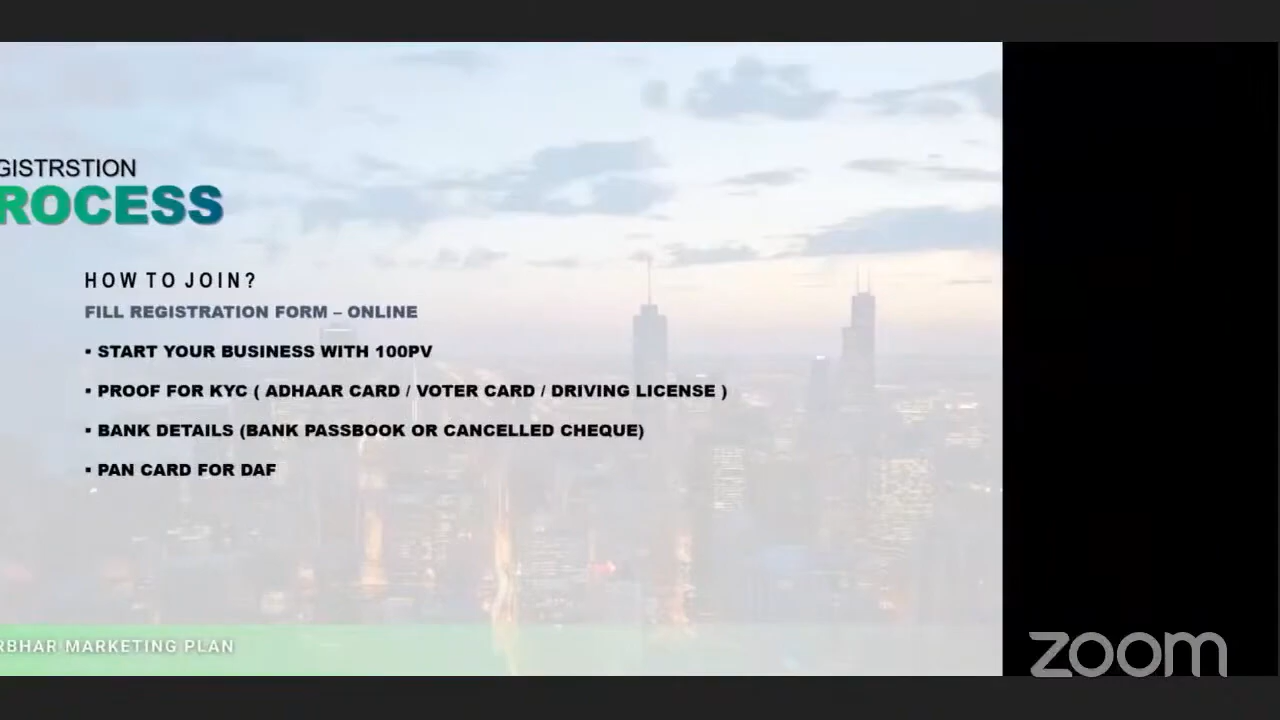 GISTRSTION
ROCESS
HOW TO JOIN?
FILL REGISTRATION FORM – ONLINE
▪ START YOUR BUSINESS WITH 100PV
▪ PROOF FOR KYC ( ADHAAR CARD / VOTER CARD / DRIVING LICENSE )
▪ BANK DETAILS (BANK PASSBOOK OR CANCELLED CHEQUE)
▪ PAN CARD FOR DAF
RBHAR MARKETING PLAN
zoom